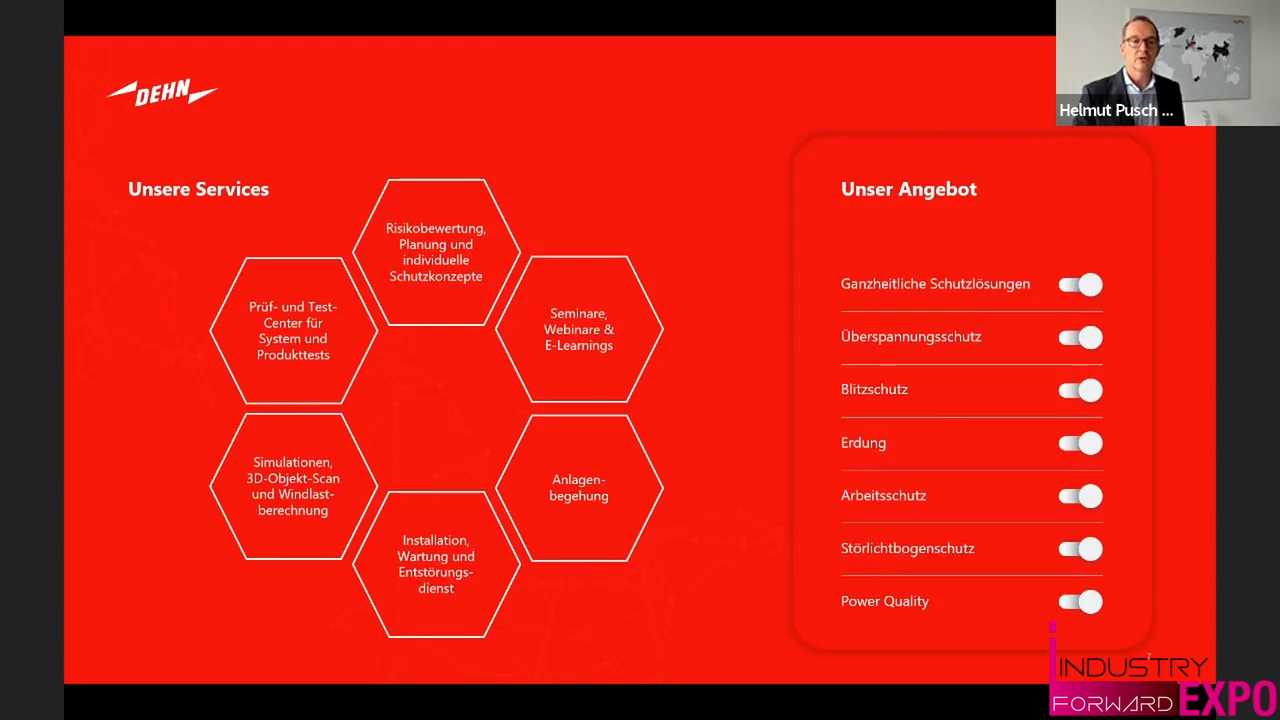 DEHN
Helmut Pusch ...
Unsere Services
Risikobewertung,
Planung und
individuelle
Schutzkonzepte
Prüf- und Test-
Center für
System und
Produkttests
Seminare,
Webinare &
E-Learnings
Simulationen,
3D-Objekt-Scan
und Windlast-
berechnung
Anlagen-
begehung
Installation,
Wartung und
Entstörungs-
dienst
Unser Angebot
Ganzheitliche Schutzlösungen
Überspannungsschutz
Blitzschutz
Erdung
Arbeitsschutz
Störlichtbogenschutz
Power Quality
7
INDUSTRY
FORWARD EXPO